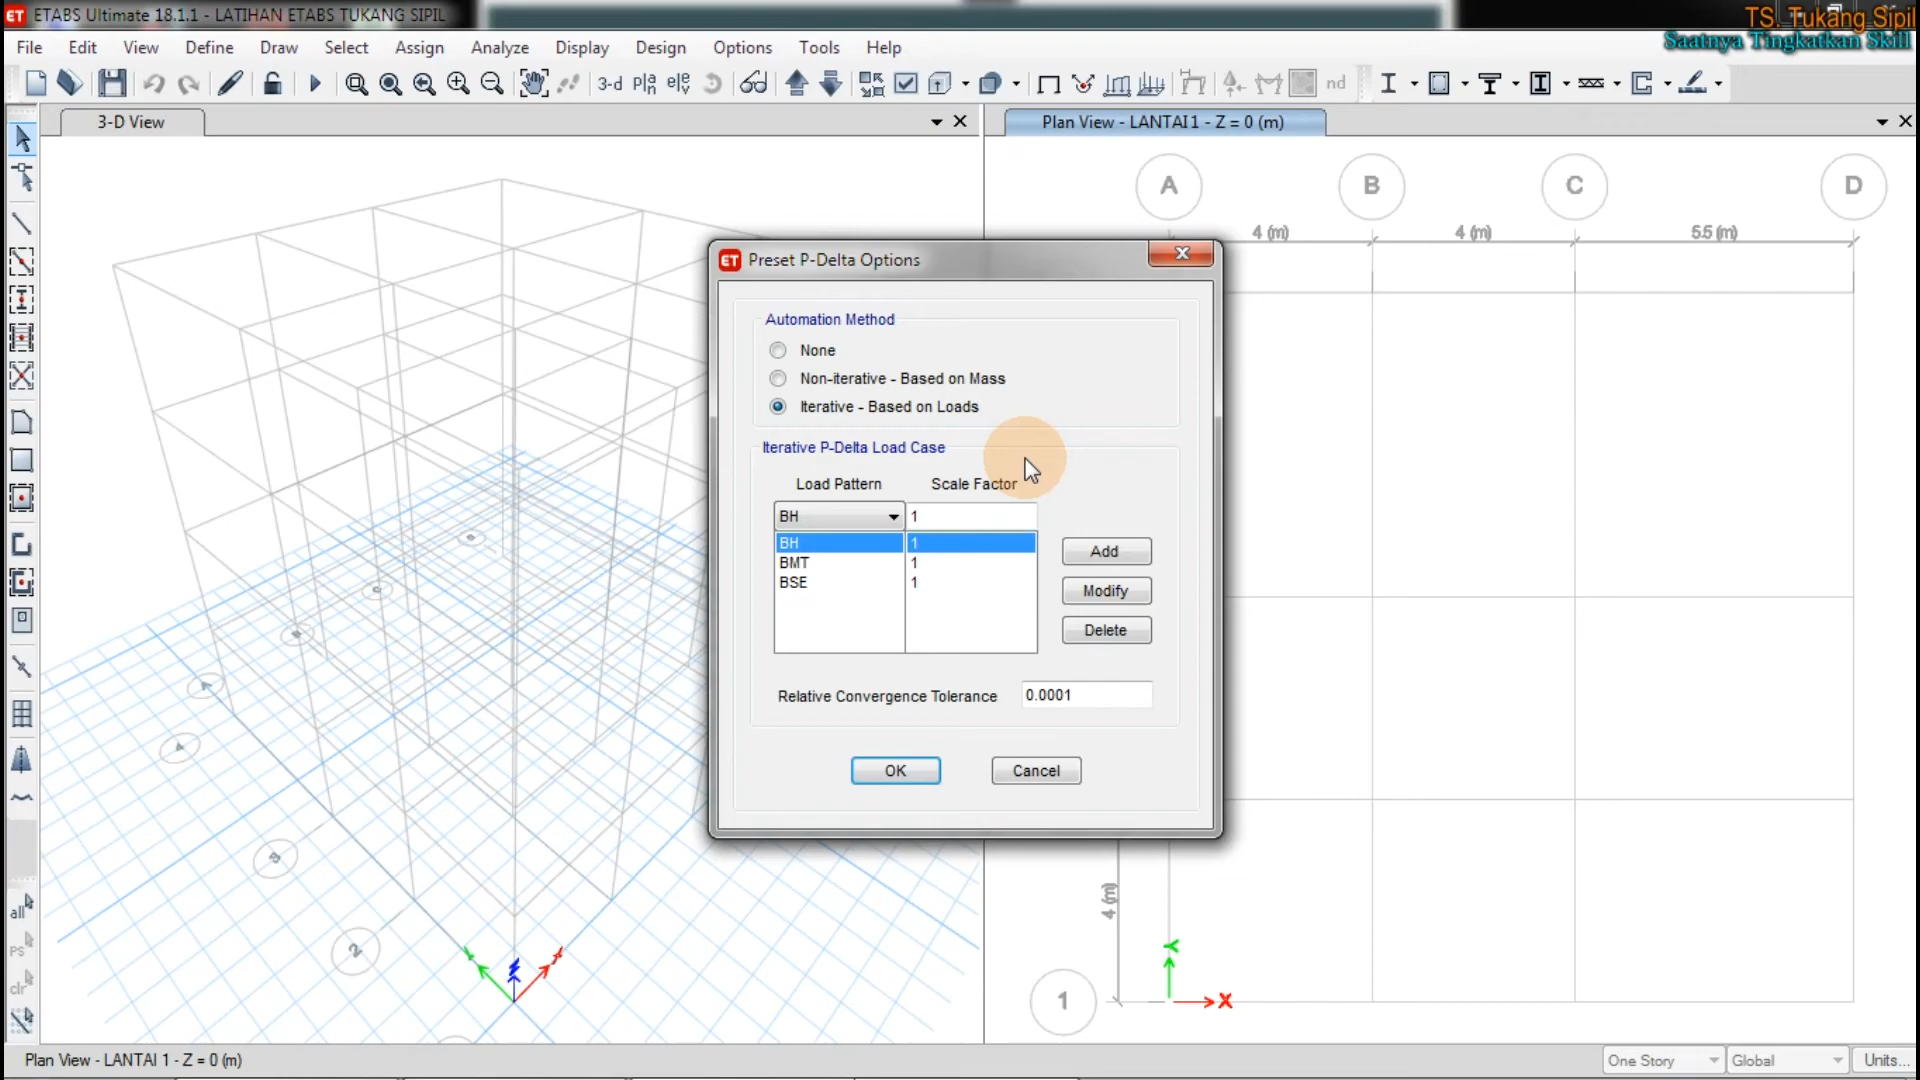 ETABS Ultimate 18.1.1 - LATIHAN ETABS TUKANG SIPIL
TS. Tukang Sipil
Saatnya Tingkatkan Skill
File Edit View Define Draw Select Assign Analyze Display Design Options Tools Help
3-d
nd
3-D View
Plan View - LANTAI 1 - Z = 0 (m)
A B C D
4 (m) 4 (m) 5.5 (m)
Preset P-Delta Options
Automation Method
None
Non-iterative - Based on Mass
Iterative - Based on Loads
Iterative P-Delta Load Case
Load Pattern Scale Factor
BH 1
BH 1
BMT 1
BSE 1
Add
Modify
Delete
Relative Convergence Tolerance 0.0001
OK Cancel
4 (m)
1
Y
X
all
ps
clr
Plan View - LANTAI 1 - Z = 0 (m)
One Story Global Units...